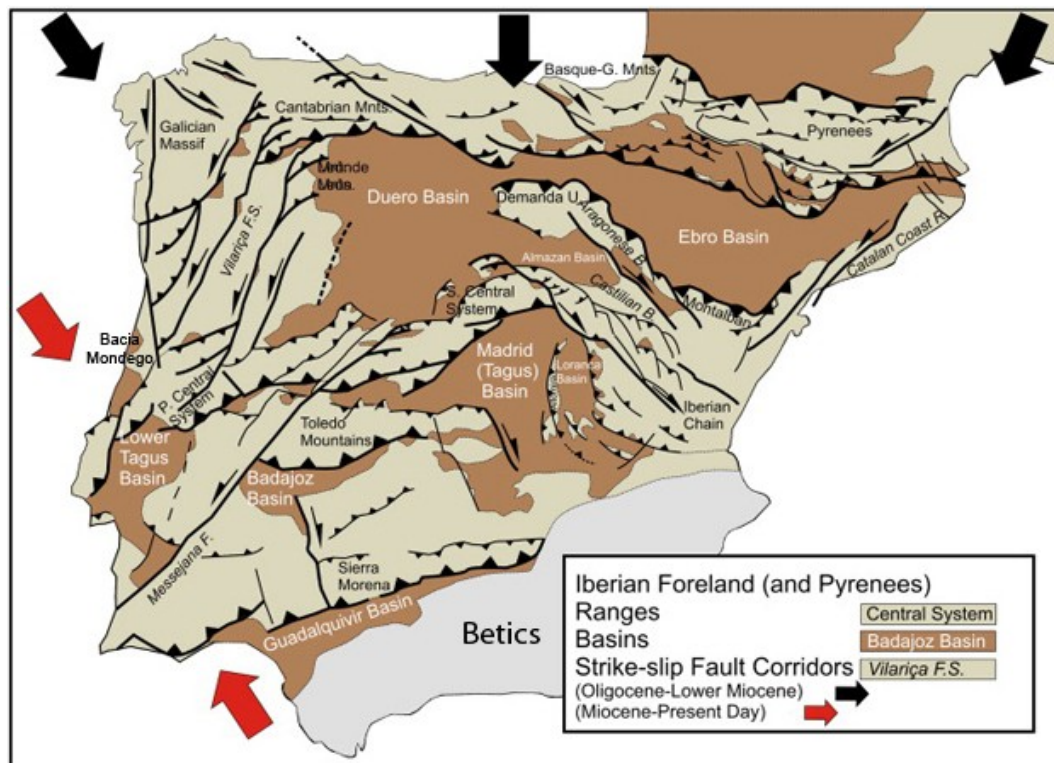 Basque-G. Mnts.
Cantabrian Mnts.
Galician
Massif
Pyrenees
Duero Basin
Demanda U.
Aragonese B.
Ebro Basin
Vilariça F.S.
Almazan Basin
Catalan Coast R.
Castilian B.
Montalban
S. Central
System
Bacia
Mondego
Madrid
(Tagus)
Basin
Loranca
Basin
P. Central
System
Iberian
Chain
Toledo
Mountains
Lower
Tagus
Basin
Badajoz
Basin
Messejana F.
Sierra
Morena
Guadalquivir Basin
Betics
Iberian Foreland (and Pyrenees)
Ranges
Central System
Basins
Badajoz Basin
Strike-slip Fault Corridors
Vilariça F.S.
(Oligocene-Lower Miocene)
(Miocene-Present Day)